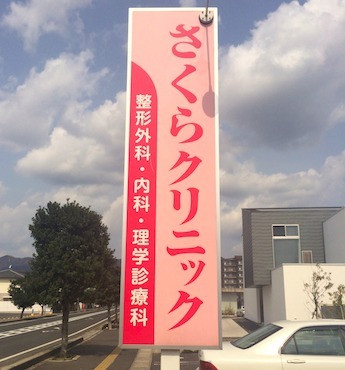 さくらクリニック
整形外科・内科・理学診療科